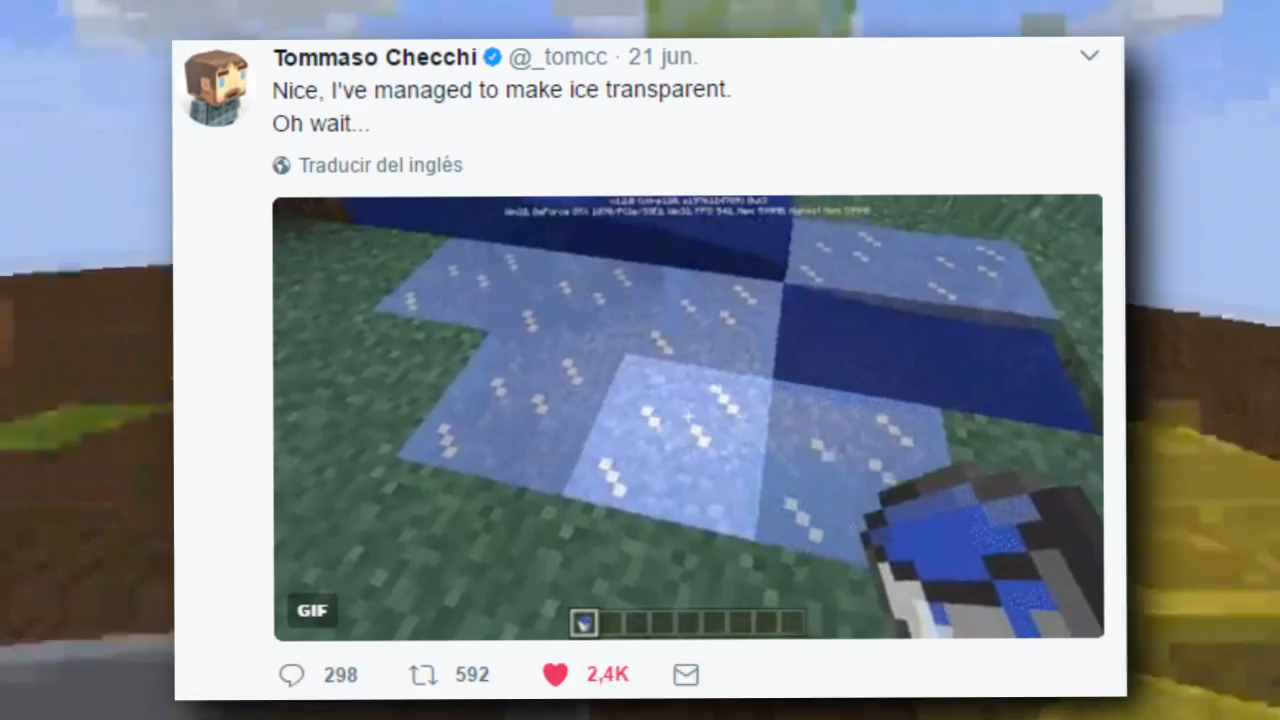 Tommaso Checchi @_tomcc · 21 jun.
Nice, I've managed to make ice transparent.
Oh wait...
Traducir del inglés
GIF
298 592 2,4K